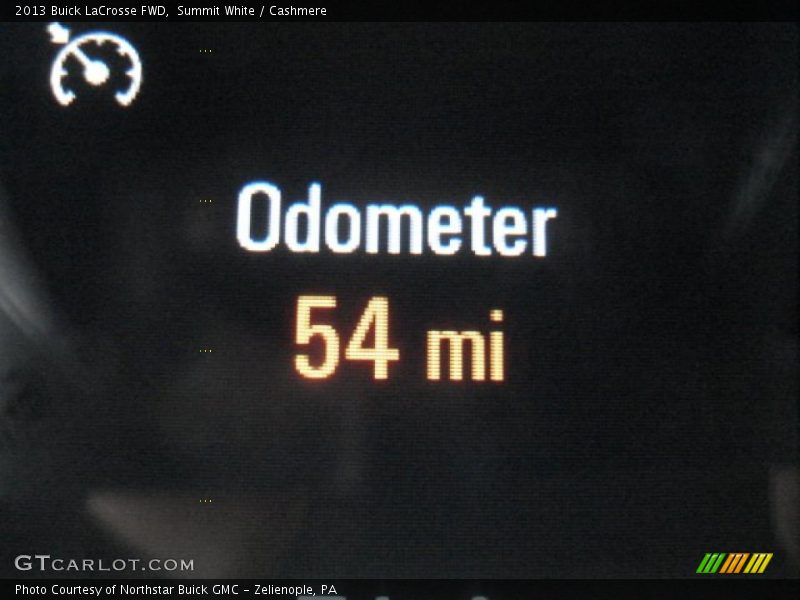 2013 Buick LaCrosse FWD,  Summit White / Cashmere
Odometer
54 mi
GTCARLOT.COM
Photo Courtesy of Northstar Buick GMC - Zelienople, PA